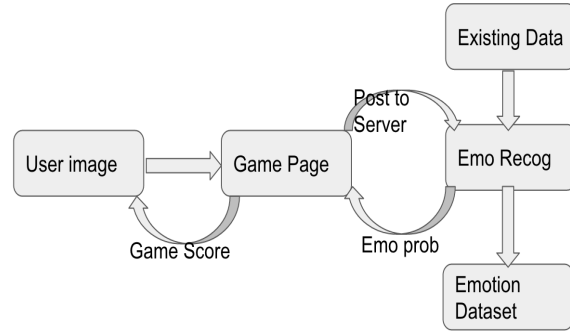 Existing Data
Post to
Server
User image
Game Page
Emo Recog
Game Score
Emo prob
Emotion
Dataset